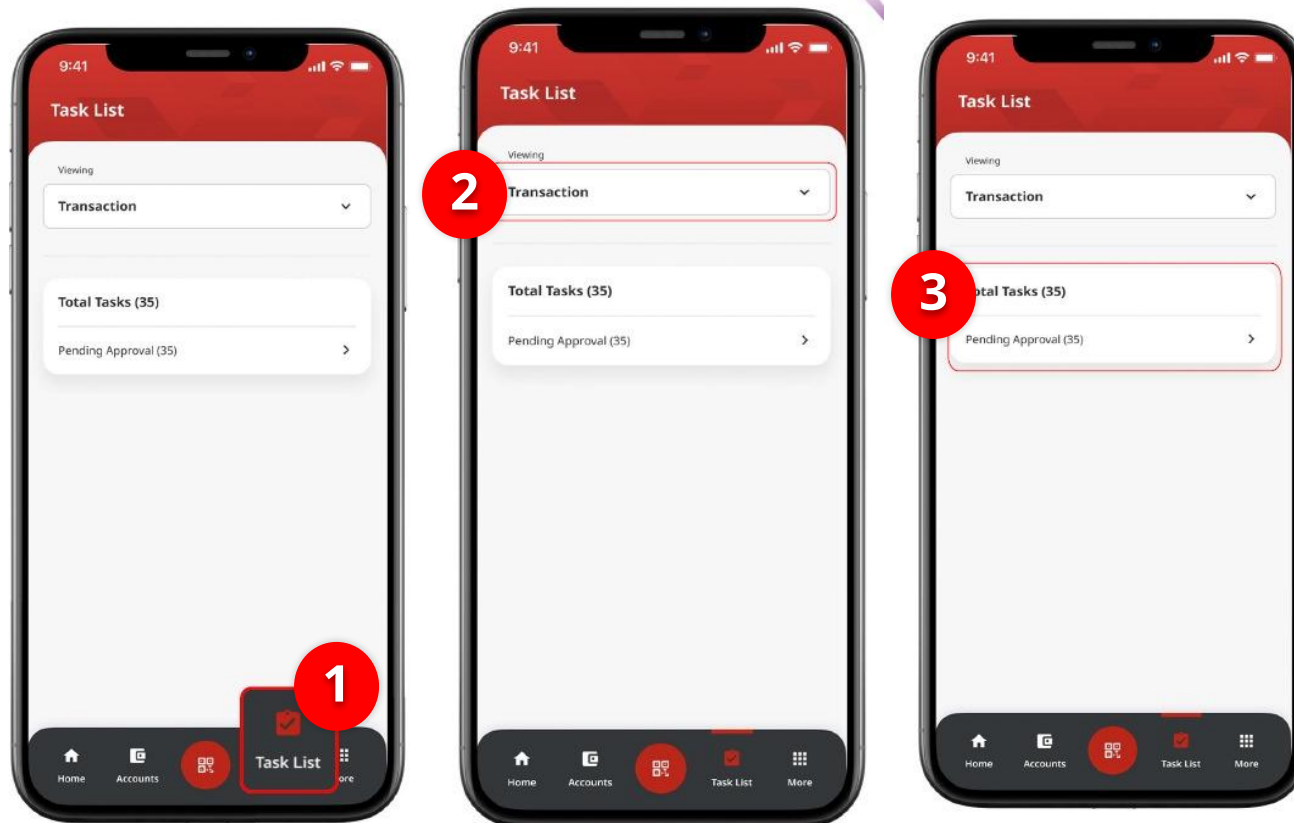 9:41
Task List
Viewing
Transaction
Total Tasks (35)
Pending Approval (35)
1
Home
Accounts
Task List
9:41
Task List
Viewing
2
Transaction
Total Tasks (35)
Pending Approval (35)
Home
Accounts
Task List
More
9:41
Task List
Viewing
Transaction
3
otal Tasks (35)
Pending Approval (35)
Home
Accounts
Task List
More